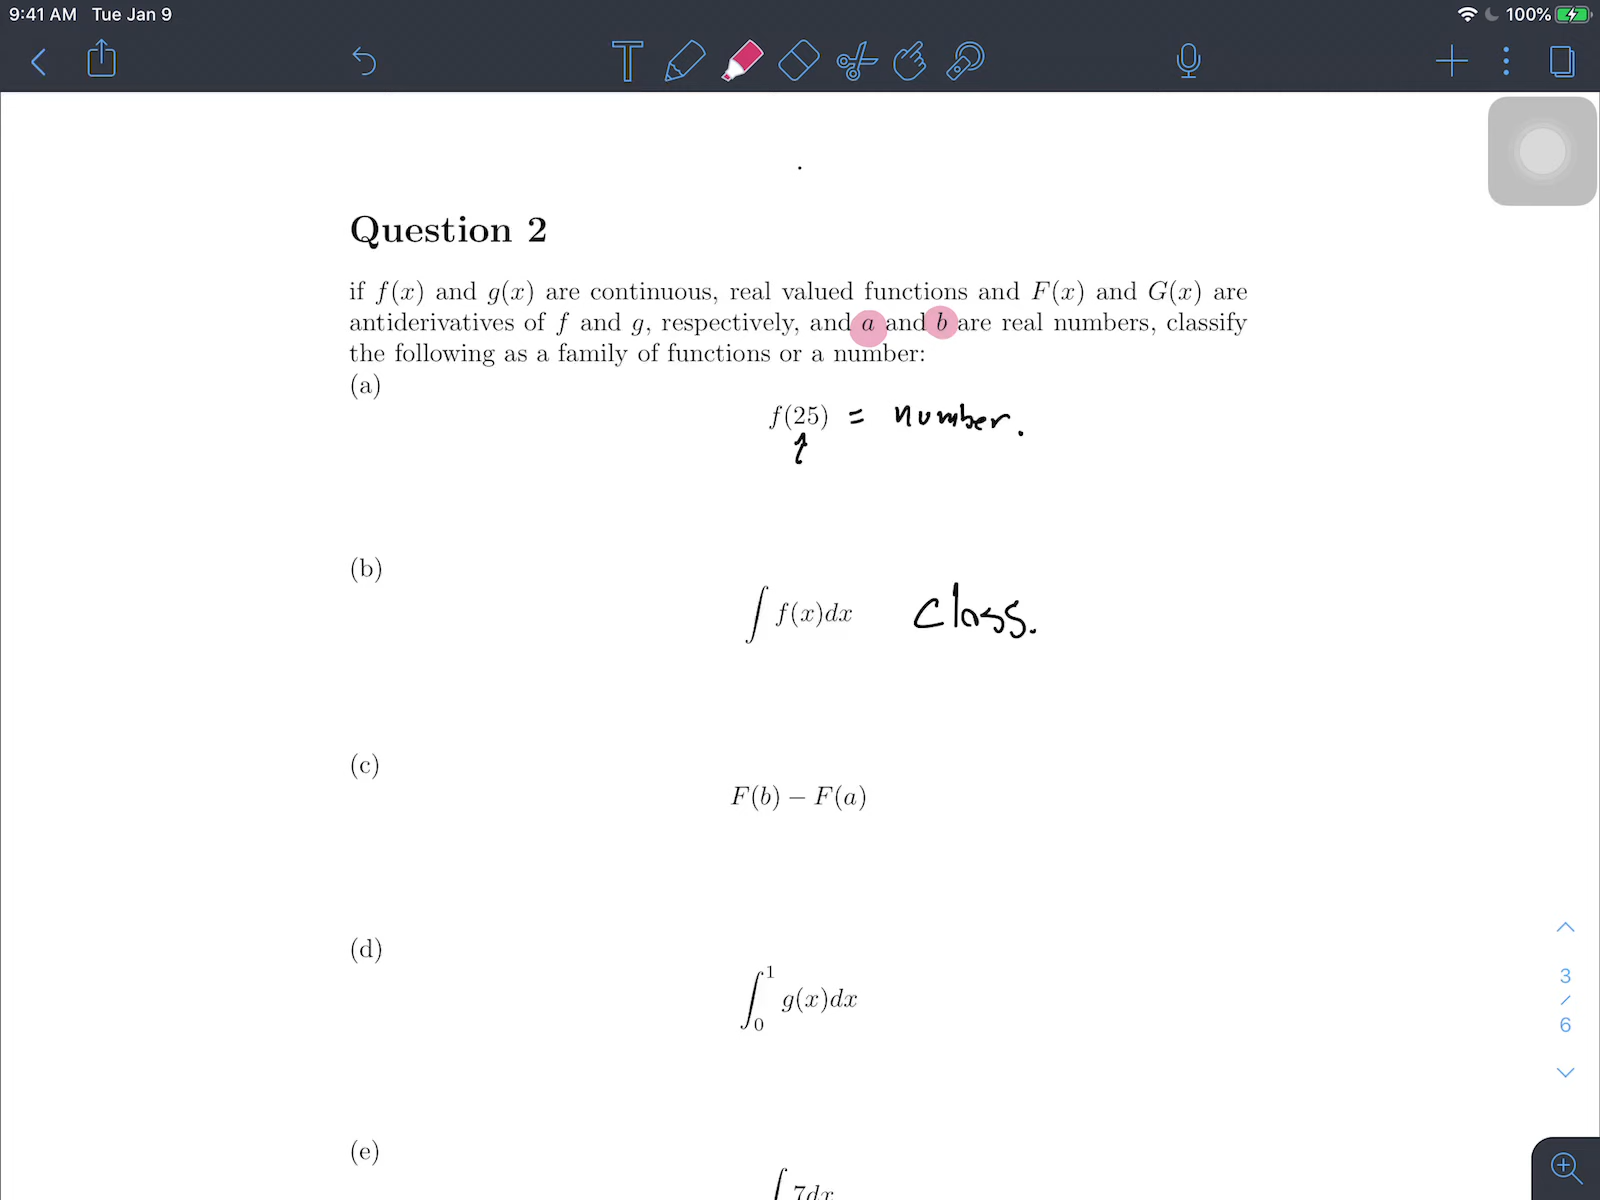 9:41 AM Tue Jan 9 100%
Question 2
if f(x) and g(x) are continuous, real valued functions and F(x) and G(x) are
antiderivatives of f and g, respectively, and a and b are real numbers, classify
the following as a family of functions or a number:
(a)
f(25) = number.
(b)
∫ f(x)dx class.
(c)
F(b) − F(a)
(d)
∫₀¹ g(x)dx
3
/
6
(e)
∫ 7dx